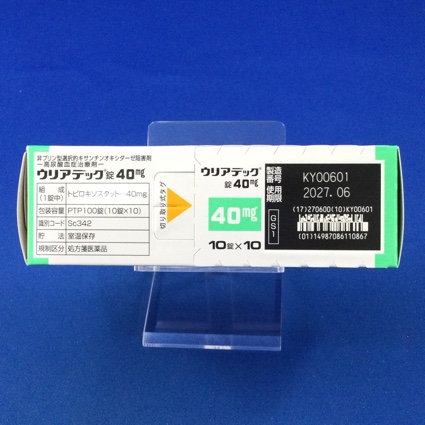 非プリン型選択的キサンチンオキシダーゼ阻害剤
―高尿酸血症治療剤―
ウリアデック錠40mg
組成(1錠中) トピロキソスタット…40mg
包装容量 PTP100錠(10錠×10)
識別コード Sc342
貯法 室温保存
規制区分 処方箋医薬品
切り取り式タグ
ウリアデック
錠40mg
40mg
10錠×10
製造番号 KY00601
使用期限 2027.06
(17)270600(10)KY00601
GS1
(01)14987086110867